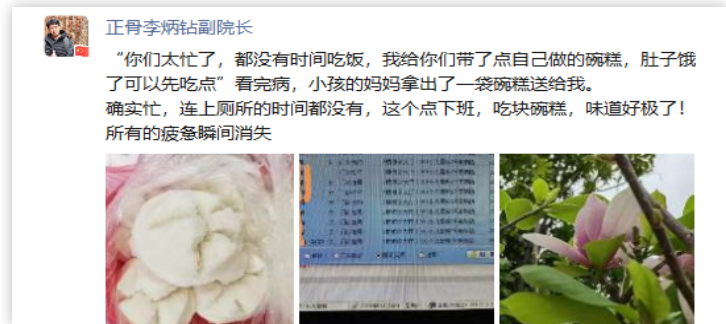 正骨李炳钻副院长
“你们太忙了，都没有时间吃饭，我给你们带了点自己做的碗糕，肚子饿
了可以先吃点”看完病，小孩的妈妈拿出了一袋碗糕送给我。
确实忙，连上厕所的时间都没有，这个点下班，吃块碗糕，味道好极了！
所有的疲惫瞬间消失